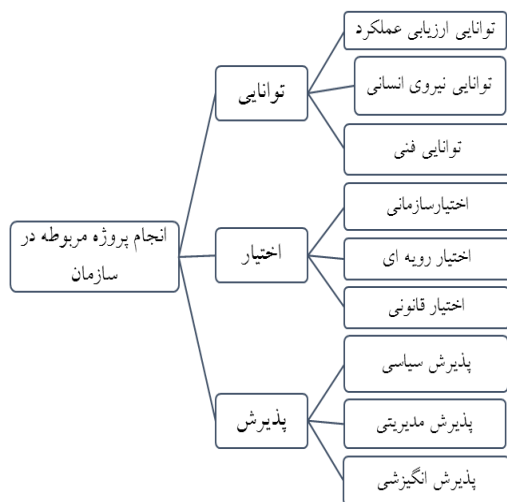 توانایی ارزیابی عملکرد
توانایی نیروی انسانی
توانایی
توانایی فنی
اختیارسازمانی
انجام پروژه مربوطه در
سازمان
اختیار
اختیار رویه ای
اختیار قانونی
پذیرش سیاسی
پذیرش
پذیرش مدیریتی
پذیرش انگیزشی